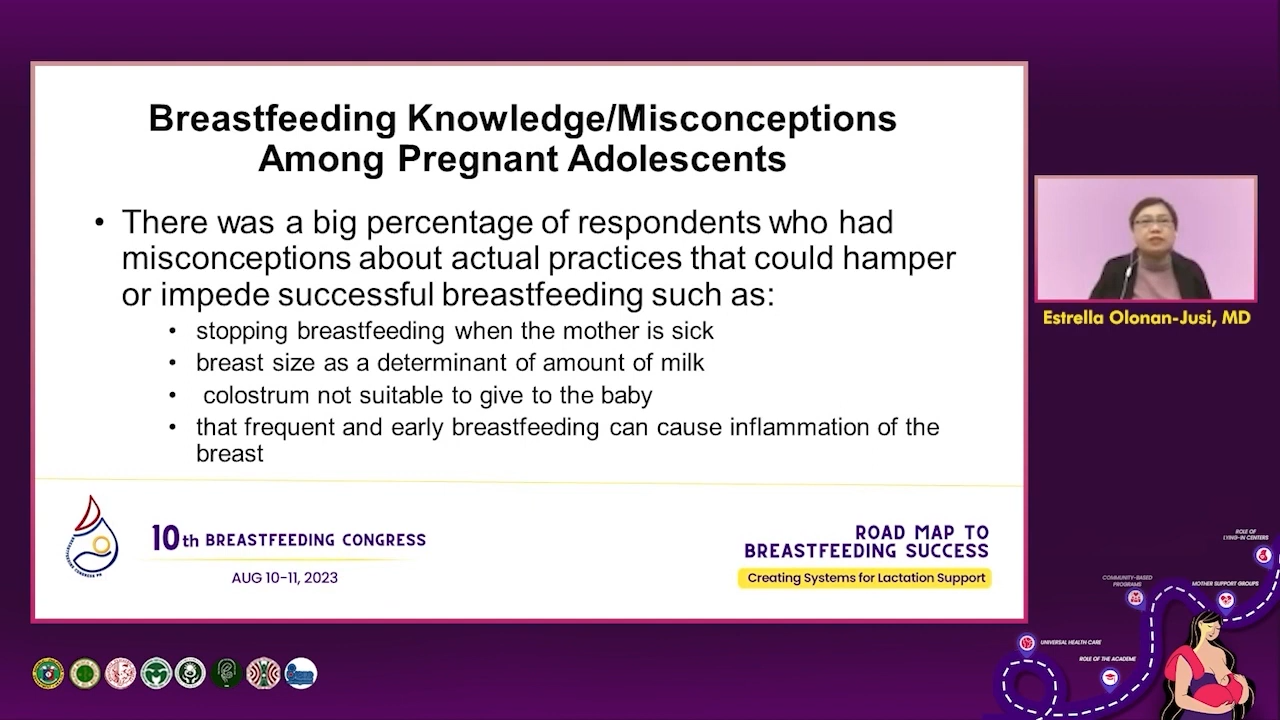 Breastfeeding Knowledge/Misconceptions
Among Pregnant Adolescents
• There was a big percentage of respondents who had
misconceptions about actual practices that could hamper
or impede successful breastfeeding such as:
• stopping breastfeeding when the mother is sick
• breast size as a determinant of amount of milk
• colostrum not suitable to give to the baby
• that frequent and early breastfeeding can cause inflammation of the
breast
Estrella Olonan-Jusi, MD
10th BREASTFEEDING CONGRESS
AUG 10-11, 2023
ROAD MAP TO
BREASTFEEDING SUCCESS
Creating Systems for Lactation Support
ROLE OF
LYING-IN CENTERS
COMMUNITY-BASED
PROGRAMS
MOTHER SUPPORT GROUPS
UNIVERSAL HEALTH CARE
ROLE OF THE ACADEME